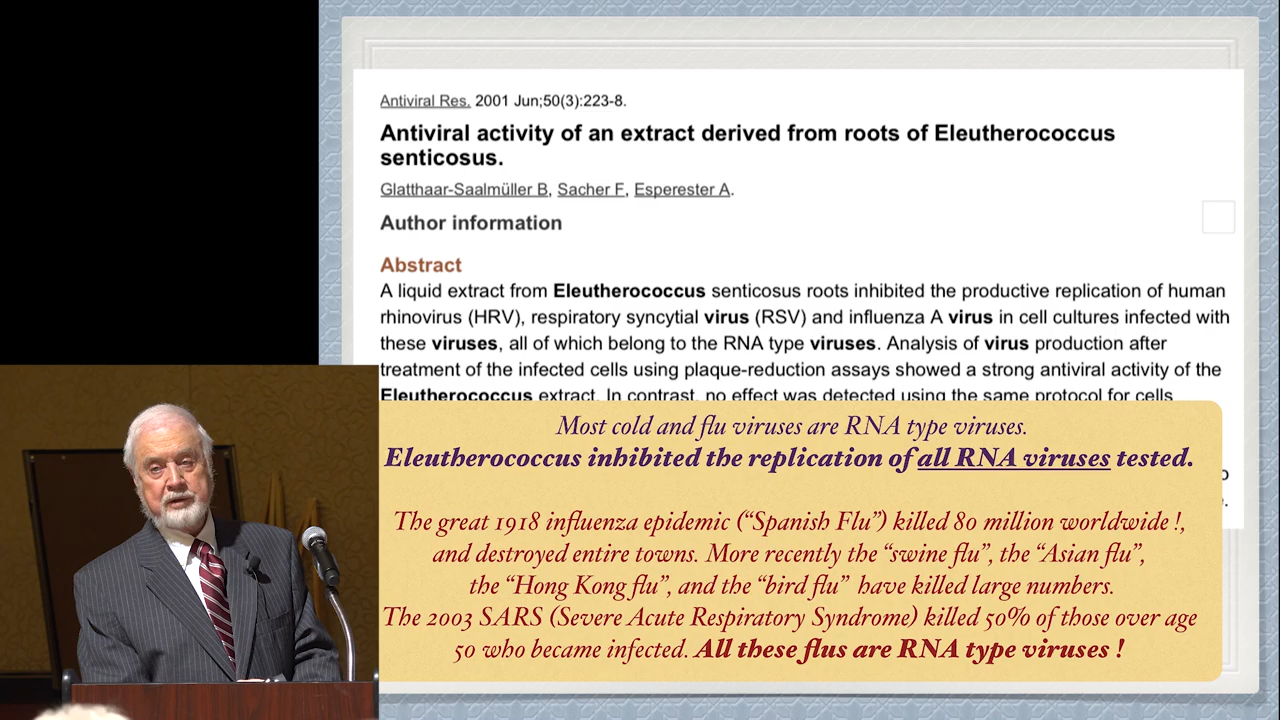 Antiviral Res. 2001 Jun;50(3):223-8.
Antiviral activity of an extract derived from roots of Eleutherococcus
senticosus.
Glatthaar-Saalmüller B, Sacher F, Esperester A.
Author information
Abstract
A liquid extract from Eleutherococcus senticosus roots inhibited the productive replication of human
rhinovirus (HRV), respiratory syncytial virus (RSV) and influenza A virus in cell cultures infected with
these viruses, all of which belong to the RNA type viruses. Analysis of virus production after
treatment of the infected cells using plaque-reduction assays showed a strong antiviral activity of the
Eleutherococcus extract. In contrast, no effect was detected using the same protocol for cells
Most cold and flu viruses are RNA type viruses.
Eleutherococcus inhibited the replication of all RNA viruses tested.
The great 1918 influenza epidemic (“Spanish Flu”) killed 80 million worldwide !,
and destroyed entire towns. More recently the “swine flu”, the “Asian flu”,
the “Hong Kong flu”, and the “bird flu” have killed large numbers.
The 2003 SARS (Severe Acute Respiratory Syndrome) killed 50% of those over age
50 who became infected. All these flus are RNA type viruses !